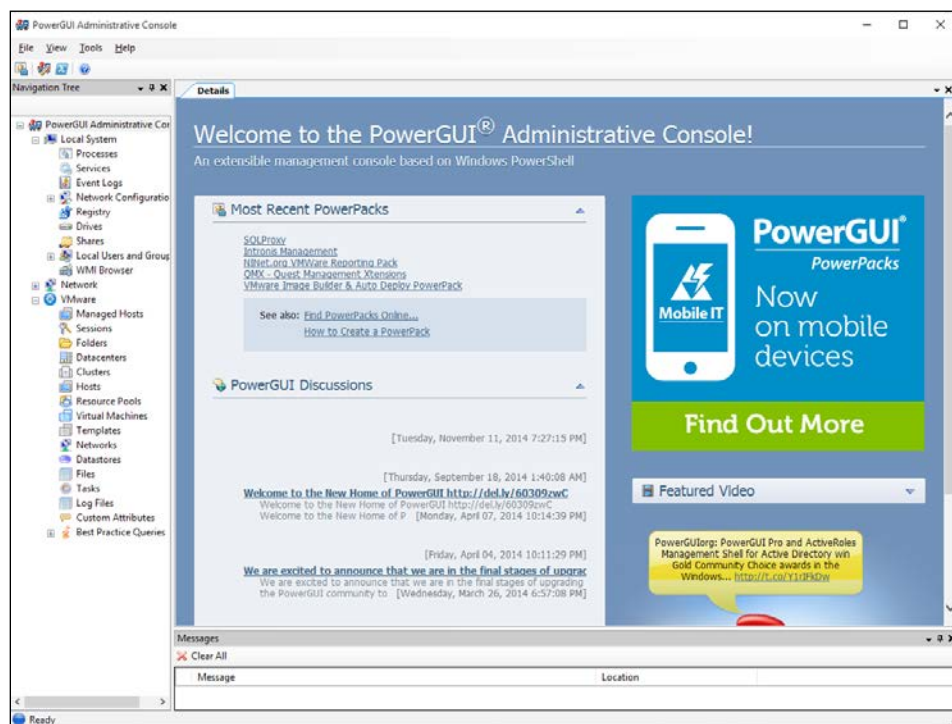 PowerGUI Administrative Console
File View Tools Help
Navigation Tree
PowerGUI Administrative Cor
Local System
Processes
Services
Event Logs
Network Configuratio
Registry
Drives
Shares
Local Users and Group
WMI Browser
Network
VMware
Managed Hosts
Sessions
Folders
Datacenters
Clusters
Hosts
Resource Pools
Virtual Machines
Templates
Networks
Datastores
Files
Tasks
Log Files
Custom Attributes
Best Practice Queries
Details
Welcome to the PowerGUI® Administrative Console!
An extensible management console based on Windows PowerShell
Most Recent PowerPacks
SQLProxy
Intronis Management
NiNet.org VMWare Reporting Pack
QMX - Quest Management Xtensions
VMware Image Builder & Auto Deploy PowerPack
See also: Find PowerPacks Online...
How to Create a PowerPack
PowerGUI Discussions
[Tuesday, November 11, 2014 7:27:15 PM]
[Thursday, September 18, 2014 1:40:08 AM]
Welcome to the New Home of PowerGUI http://del.ly/60309zwC
Welcome to the New Home of PowerGUI http://del.ly/60309zwC
Welcome to the New Home of P [Monday, April 07, 2014 10:14:39 PM]
[Friday, April 04, 2014 10:11:29 PM]
We are excited to announce that we are in the final stages of upgrac
We are excited to announce that we are in the final stages of upgrading
the PowerGUI community to [Wednesday, March 26, 2014 6:57:08 PM]
Mobile IT
PowerGUI®
PowerPacks
Now
on mobile
devices
Find Out More
Featured Video
PowerGUIorg: PowerGUI Pro and ActiveRoles
Management Shell for Active Directory win
Gold Community Choice awards in the
Windows... http://t.co/Y1rIFkDw
Messages
Clear All
Message Location
Ready